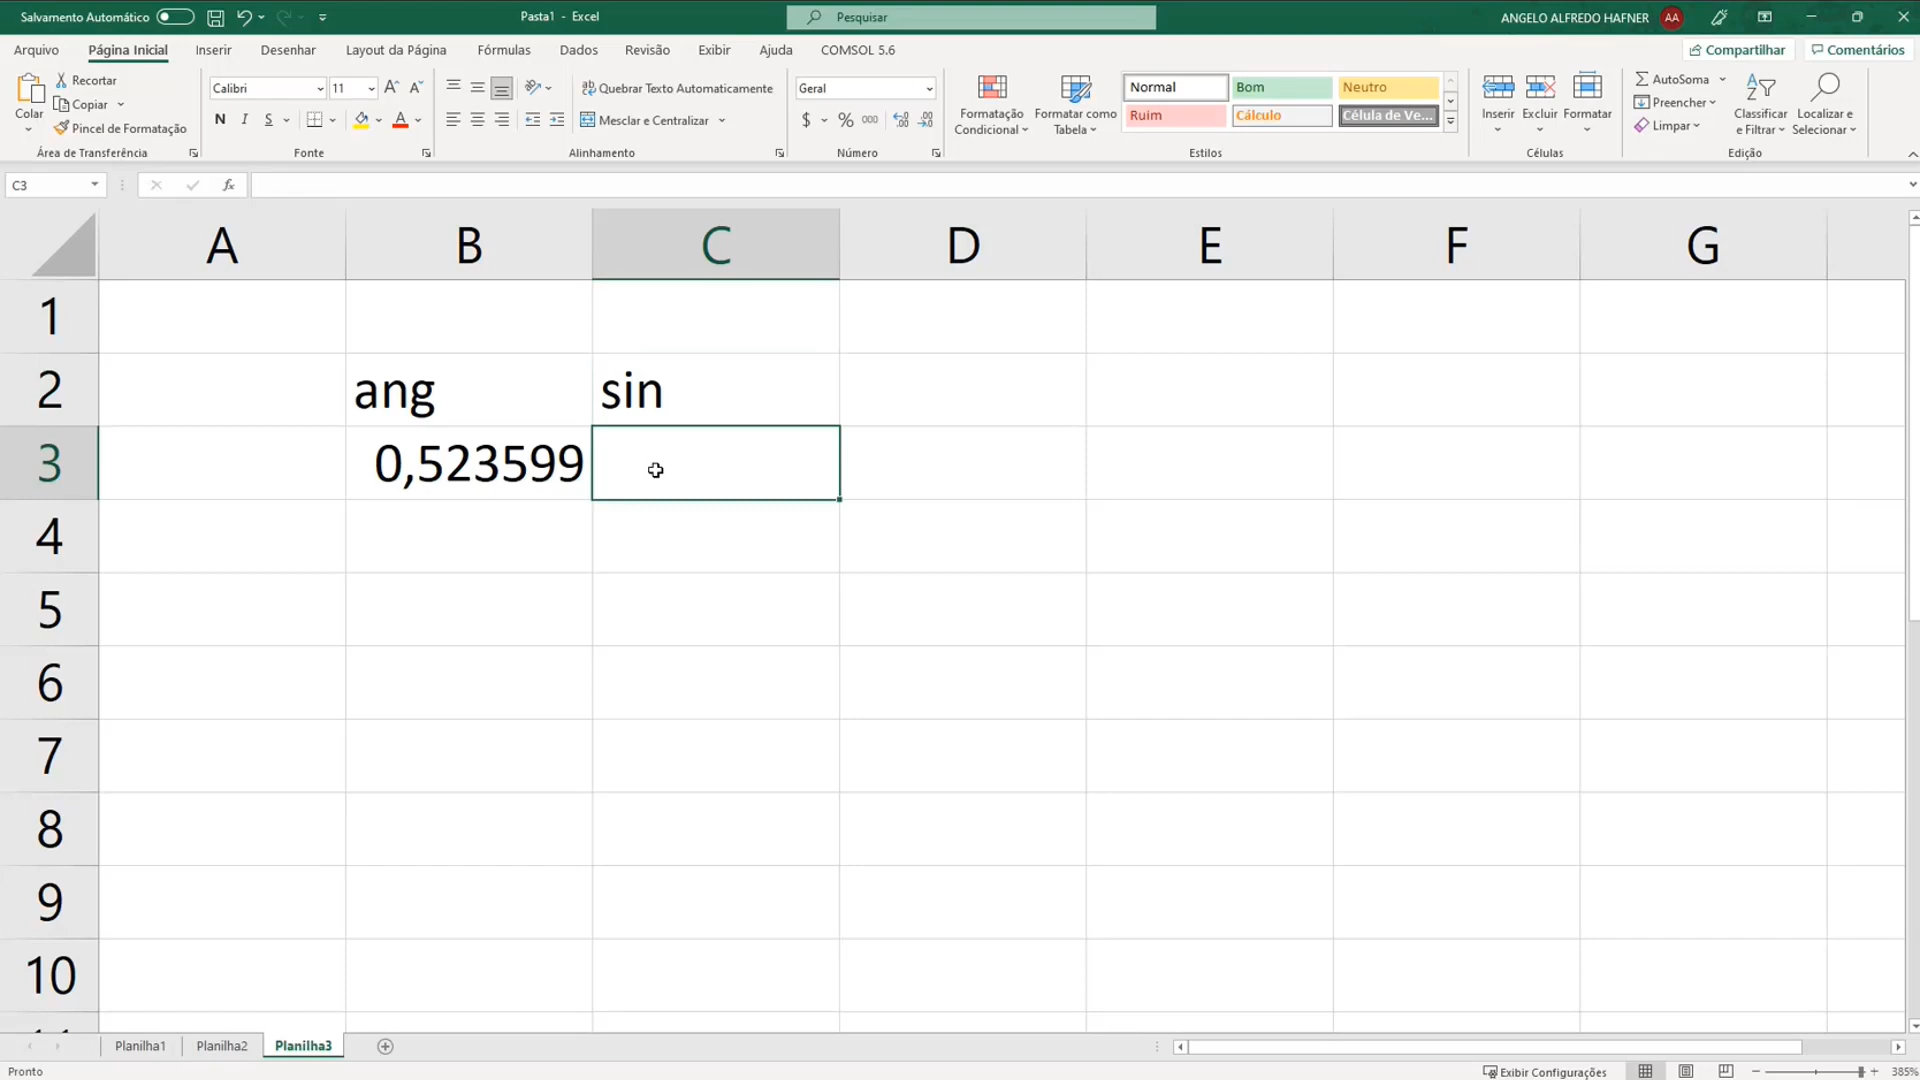 Salvamento Automático
Pasta1 - Excel
Pesquisar
ANGELO ALFREDO HAFNER
AA
Arquivo
Página Inicial
Inserir
Desenhar
Layout da Página
Fórmulas
Dados
Revisão
Exibir
Ajuda
COMSOL 5.6
Compartilhar
Comentários
Colar
Recortar
Copiar
Pincel de Formatação
Área de Transferência
Calibri
11
N
I
S
Fonte
Quebrar Texto Automaticamente
Mesclar e Centralizar
Alinhamento
Geral
$
%
000
Número
Formatação
Condicional
Formatar como
Tabela
Normal
Bom
Neutro
Ruim
Cálculo
Célula de Ve...
Estilos
Inserir
Excluir
Formatar
Células
AutoSoma
Preencher
Limpar
Classificar
e Filtrar
Localizar e
Selecionar
Edição
C3
fx
A B C D E F G
1
2 ang sin
3 0,523599
4
5
6
7
8
9
10
Planilha1
Planilha2
Planilha3
Pronto
Exibir Configurações
385%